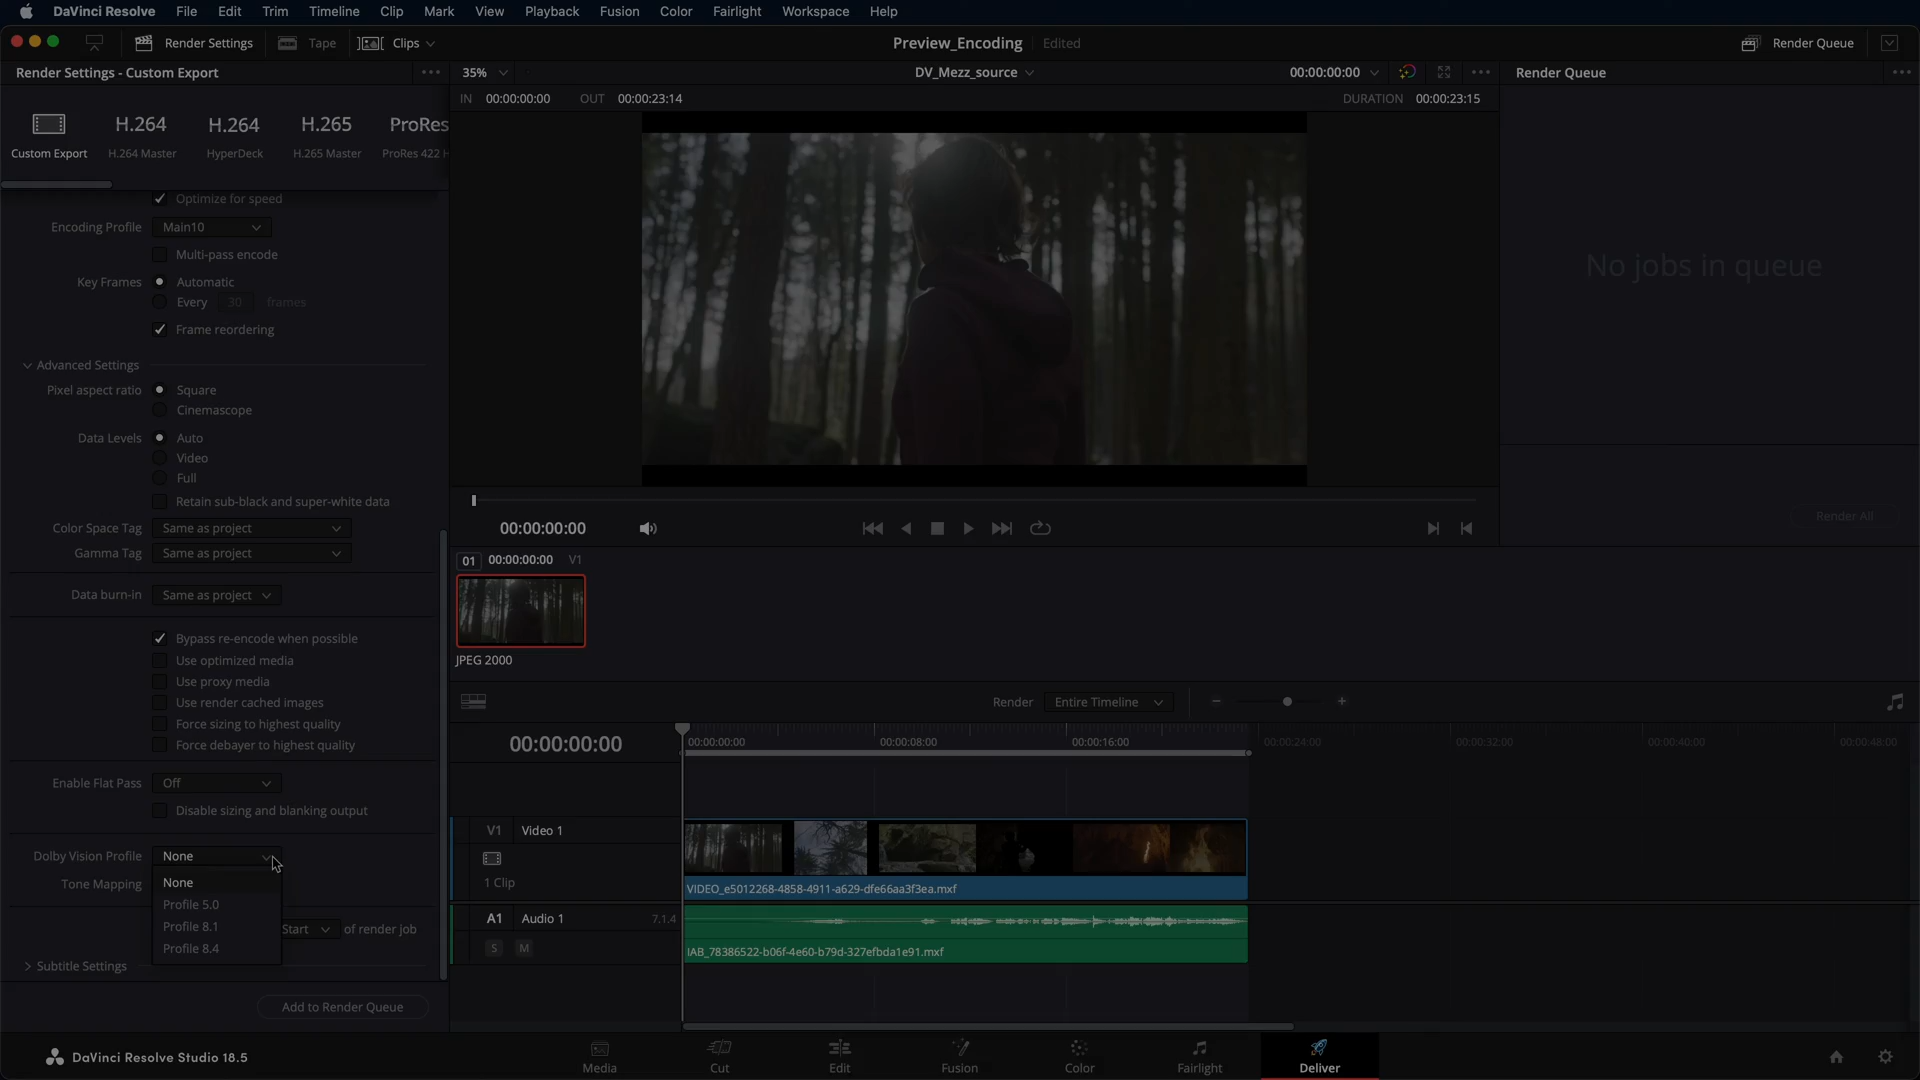 DaVinci Resolve File Edit Trim Timeline Clip Mark View Playback Fusion Color Fairlight Workspace Help
Render Settings Tape Clips Preview_Encoding Edited Render Queue
Render Settings - Custom Export 35% DV_Mezz_source 00:00:00:00 Render Queue
IN 00:00:00:00 OUT 00:00:23:14 DURATION 00:00:23:15
H.264 H.264 H.265 ProRes
Custom Export H.264 Master HyperDeck H.265 Master ProRes 422 H
Optimize for speed
Encoding Profile Main10
Multi-pass encode
Key Frames Automatic
Every 30 frames
Frame reordering
No jobs in queue
Advanced Settings
Pixel aspect ratio Square
Cinemascope
Data Levels Auto
Video
Full
Retain sub-black and super-white data
Render All
Color Space Tag Same as project
00:00:00:00
Gamma Tag Same as project
01 00:00:00:00 V1
Data burn-in Same as project
Bypass re-encode when possible
Use optimized media
JPEG 2000
Use proxy media
Use render cached images
Render Entire Timeline
Force sizing to highest quality
Force debayer to highest quality
00:00:00:00
00:00:00:00 00:00:08:00 00:00:16:00 00:00:24:00 00:00:32:00 00:00:40:00 00:00:48:00
Enable Flat Pass Off
Disable sizing and blanking output
V1 Video 1
Dolby Vision Profile None
Tone Mapping None
1 Clip
VIDEO_e5012268-4858-4911-a629-dfe66aa3f3ea.mxf
Profile 5.0
Profile 8.1
Start of render job
Profile 8.4
A1 Audio 1 7.1.4
S M
IAB_78386522-b06f-4e60-b79d-327efbda1e91.mxf
Subtitle Settings
Add to Render Queue
DaVinci Resolve Studio 18.5
Media Cut Edit Fusion Color Fairlight Deliver